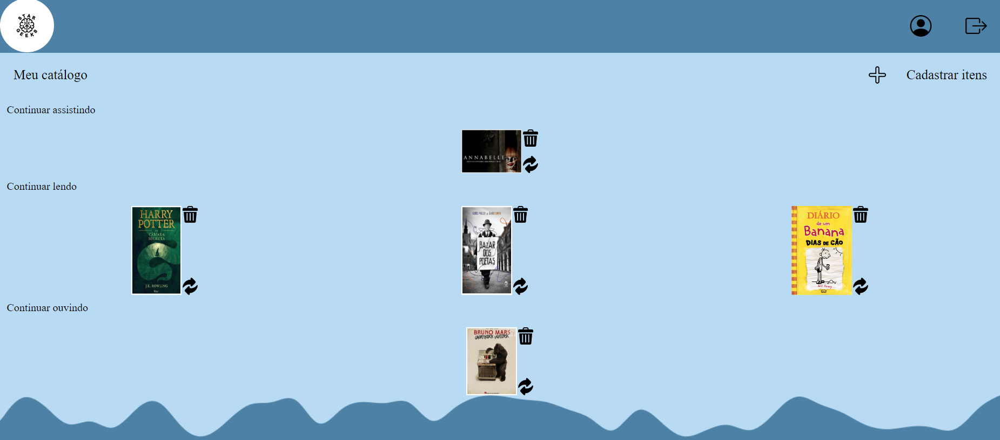 STAR
GEEKS
Meu catálogo
Cadastrar itens
Continuar assistindo
ANNABELLE
Continuar lendo
HARRY
POTTER
CÂMARA
SECRETA
J.K. ROWLING
BAZAR
DOS
POETAS
DIÁRIO
de um
Banana
DIAS DE CÃO
Jeff Kinney
Continuar ouvindo
BRUNO MARS
UNORTHODOX JUKEBOX